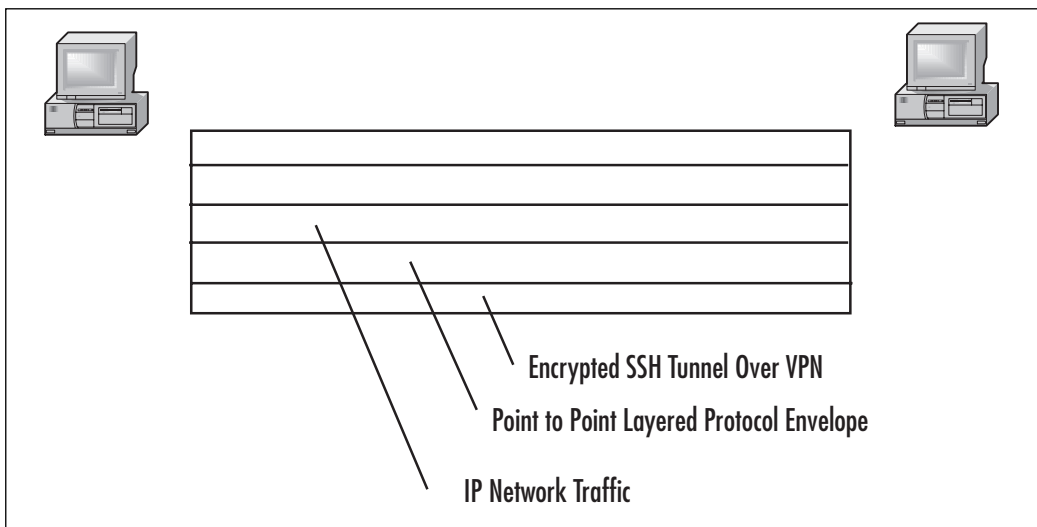 Encrypted SSH Tunnel Over VPN
Point to Point Layered Protocol Envelope
IP Network Traffic